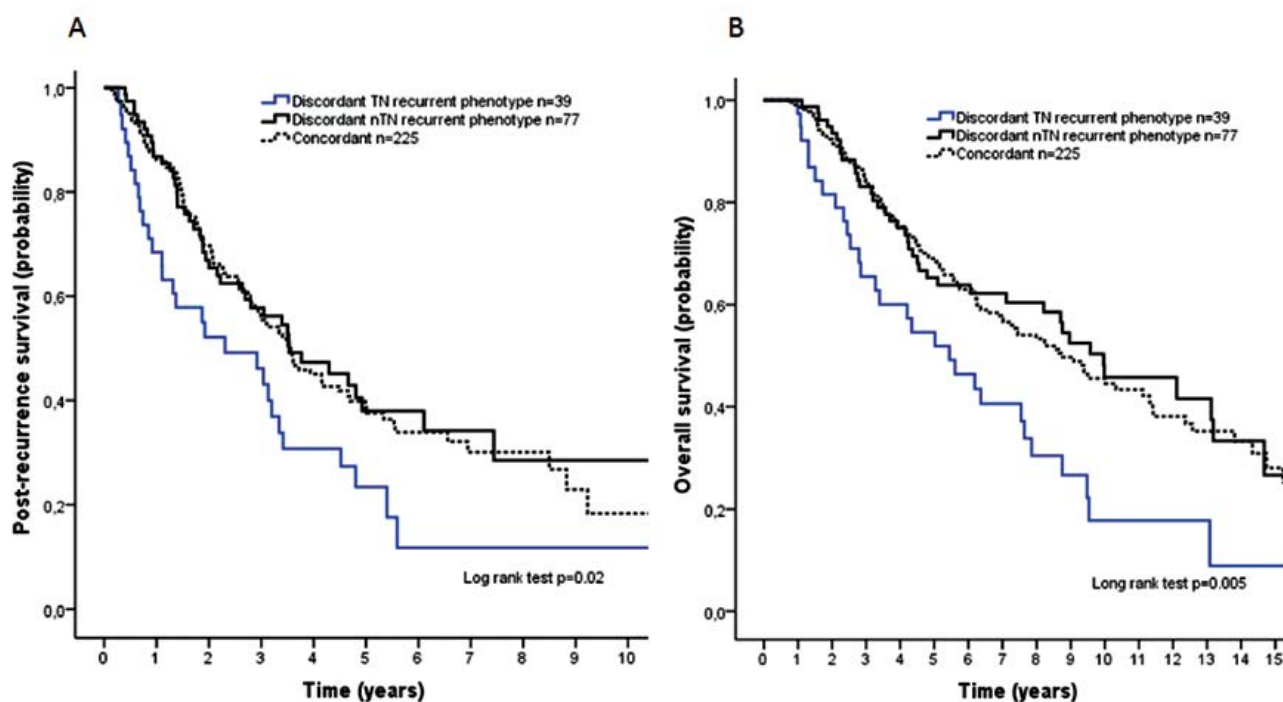 A
Discordant TN recurrent phenotype n=39
Discordant nTN recurrent phenotype n=77
Concordant n=225
Post-recurrence survival (probability)
1,0
0,8
0,6
0,4
0,2
0,0
Log rank test p=0.02
0 1 2 3 4 5 6 7 8 9 10
Time (years)
B
Discordant TN recurrent phenotype n=39
Discordant nTN recurrent phenotype n=77
Concordant n=225
Overall survival (probability)
1,0
0,8
0,6
0,4
0,2
0,0
Long rank test p=0.005
0 1 2 3 4 5 6 7 8 9 10 11 12 13 14 15
Time (years)